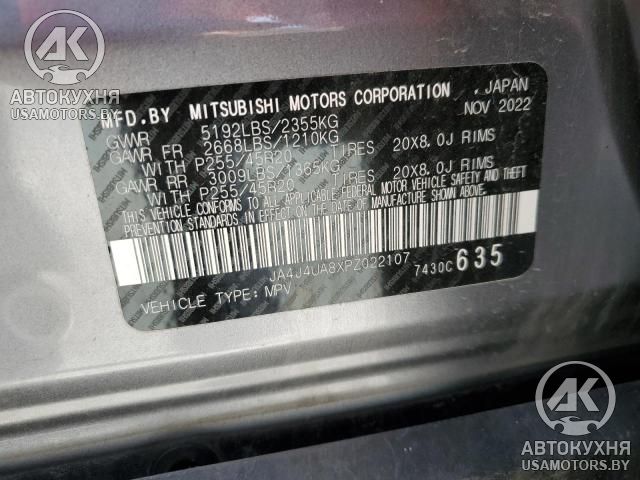 АВТОКУХНЯ
USAMOTORS.BY
MFD.BY MITSUBISHI MOTORS CORPORATION , JAPAN
GWWR 5192LBS/2355KG NOV 2022
GAWR FR 2668LBS/1210KG
WITH P255/45R20 TIRES 20X8.0J RIMS
GAWR RR 3009LBS/1365KG
WITH P255/45R20 TIRES 20X8.0J RIMS
THIS VEHICLE CONFORMS TO ALL APPLICABLE FEDERAL MOTOR VEHICLE SAFETY AND THEFT
PREVENTION STANDARDS IN EFFECT ON THE DATE OF MANUFACTURE SHOWN ABOVE.
JA4J4UA8XPZ022107 7430C 635
VEHICLE TYPE: MPV
АК
АВТОКУХНЯ
USAMOTORS.BY